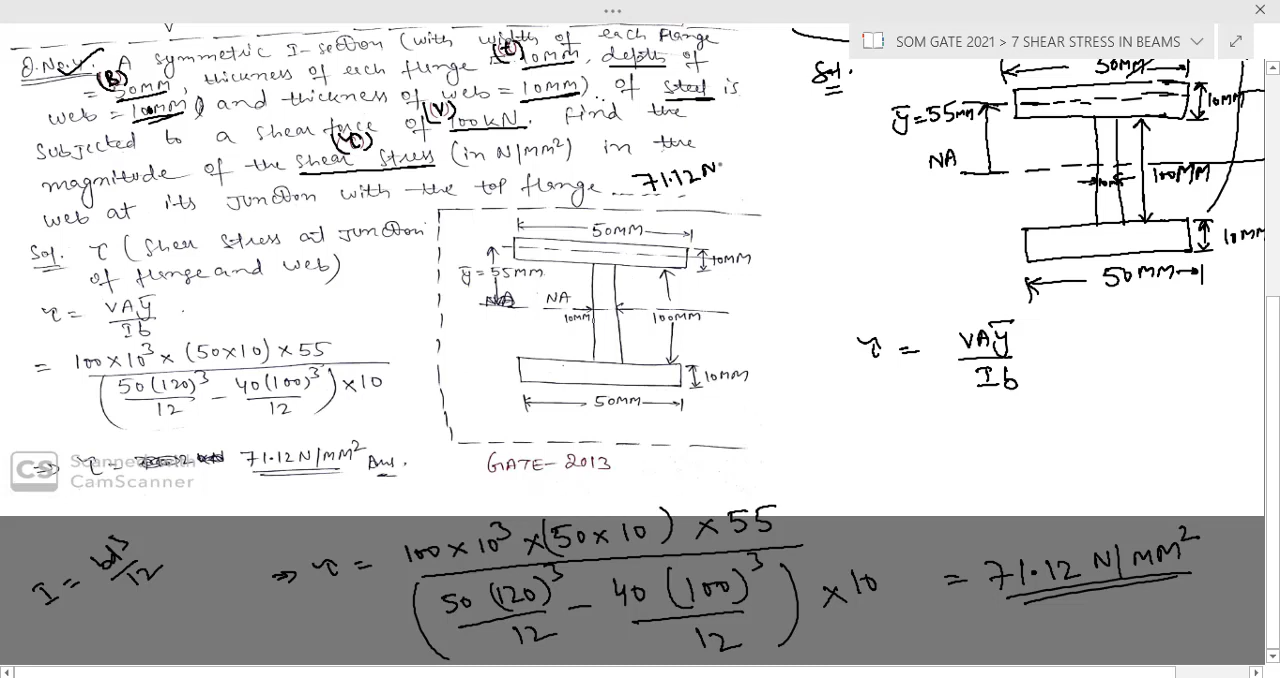 SOM GATE 2021 > 7 SHEAR STRESS IN BEAMS
Q.No.4. A symmetric I-section (with width of each flange
= 50mm, thickness of each flange = 10mm, depth of
(B) (t)
web = 100mm, and thickness of web = 10mm) of steel is
subjected to a shear force of 100kN. Find the
(V)
magnitude of the shear stress (in N/mm²) in the
web at its junction with the top flange....
71.12 N
Sol. τ (shear stress at junction
of flange and web)
τ = VAȳ / Ib
= 100×10³ × (50×10) × 55 / (50(120)³/12 - 40(100)³/12) × 10
⇒ τ = 71.12 N/mm² Ans.
50MM
10MM
ȳ = 55mm
NA NA
10MM
100MM
10MM
50MM
GATE-2013
CS Scanned with
CamScanner
Sol.
50MM
10MM
ȳ = 55mm
NA
100MM
10MM
50MM
τ = VAȳ / Ib
I = bd³/12
⇒ τ = 100×10³ × (50×10) × 55 / (50(120)³/12 - 40(100)³/12) × 10 = 71.12 N/MM²